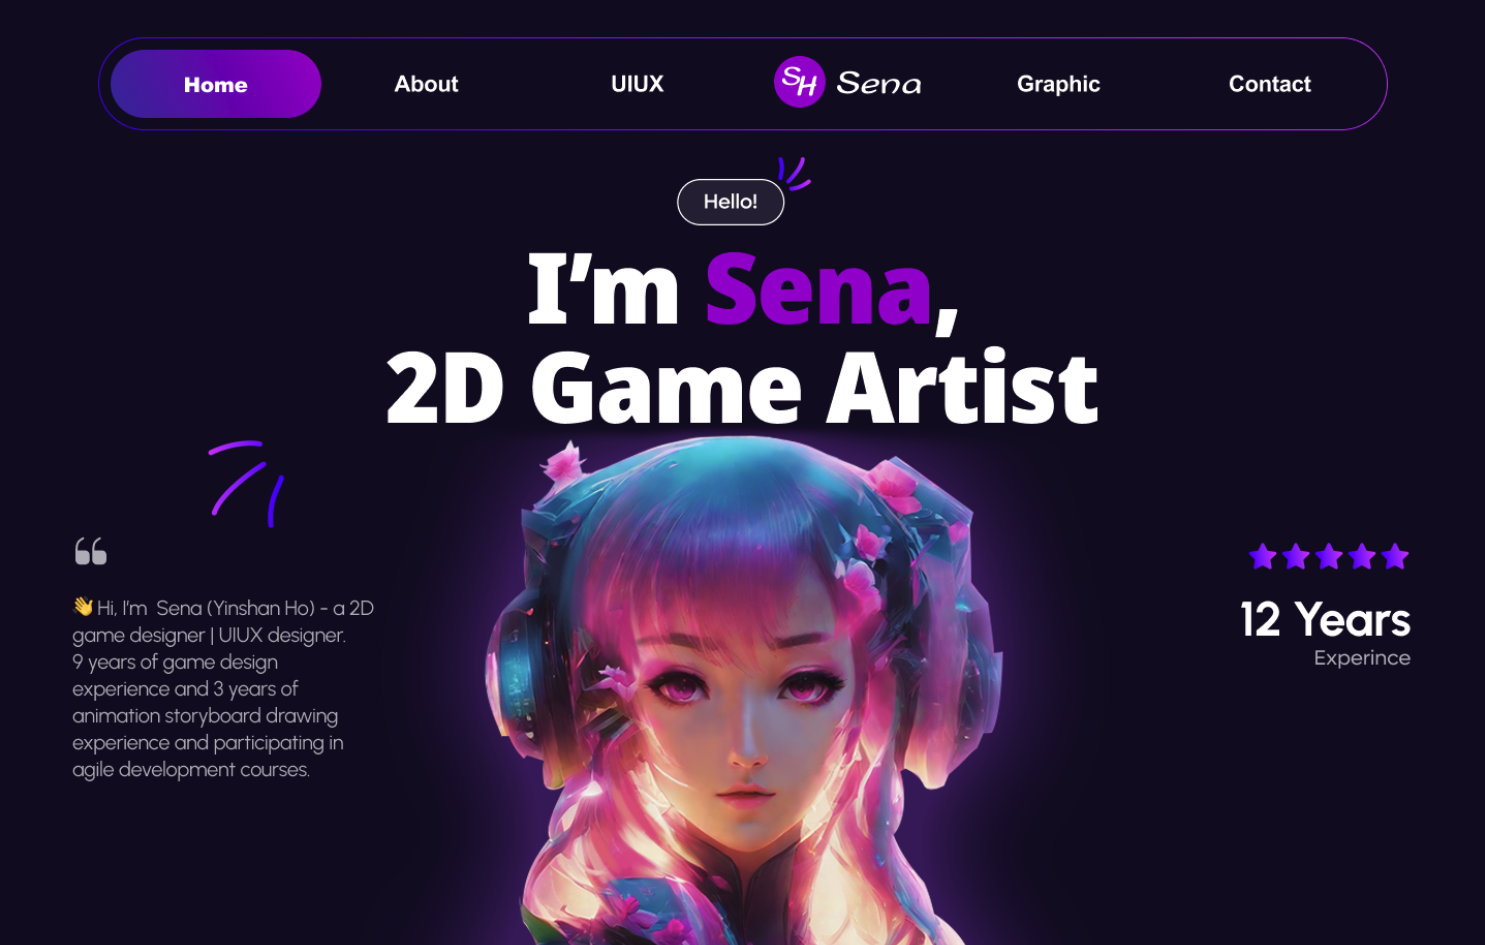 Home About UIUX SH Sena Graphic Contact
Hello!
I’m Sena,
2D Game Artist
👋 Hi, I’m Sena (Yinshan Ho) - a 2D
game designer | UIUX designer.
9 years of game design
experience and 3 years of
animation storyboard drawing
experience and participating in
agile development courses.
12 Years
Experince